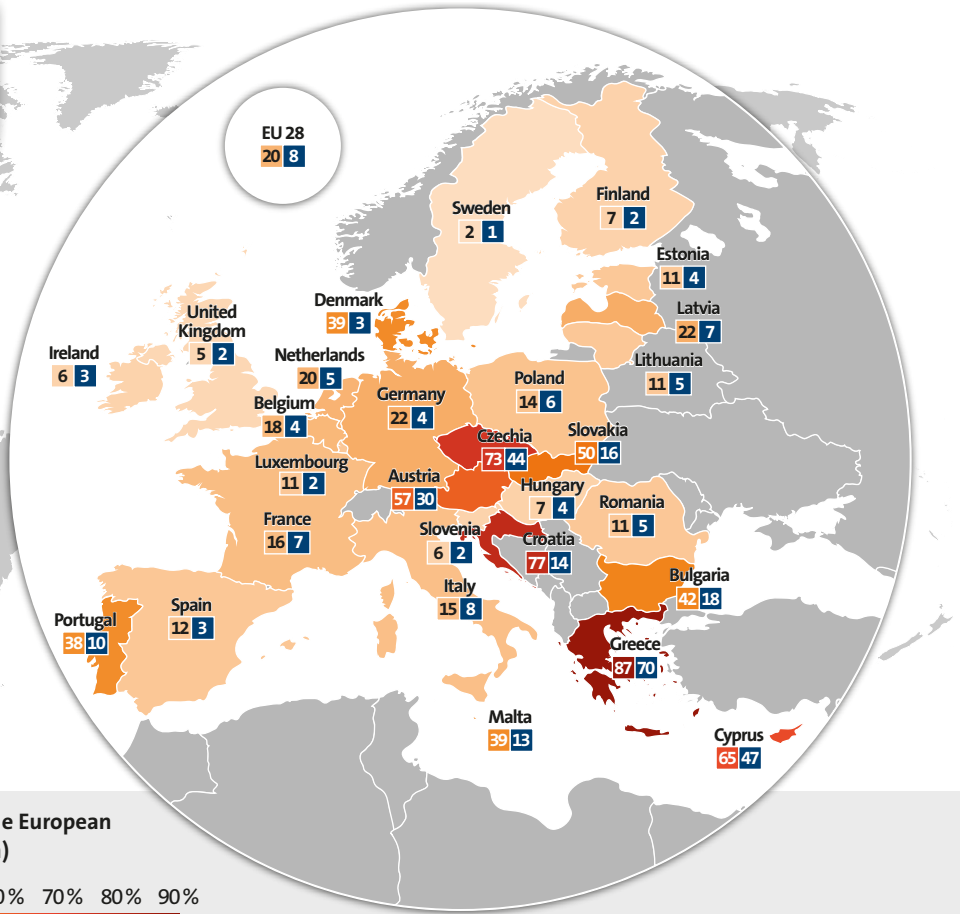 EU 28
20 8
Sweden
2 1
Finland
7 2
Estonia
11 4
Denmark
39 3
Latvia
22 7
United
Kingdom
5 2
Ireland
6 3
Netherlands
20 5
Lithuania
11 5
Poland
14 6
Germany
22 4
Belgium
18 4
Czechia
73 44
Slovakia
50 16
Luxembourg
11 2
Austria
57 30
Hungary
7 4
Romania
11 5
France
16 7
Slovenia
6 2
Croatia
77 14
Bulgaria
42 18
Italy
15 8
Spain
12 3
Portugal
38 10
Greece
87 70
Malta
39 13
Cyprus
65 47
e European
)
0% 70% 80% 90%